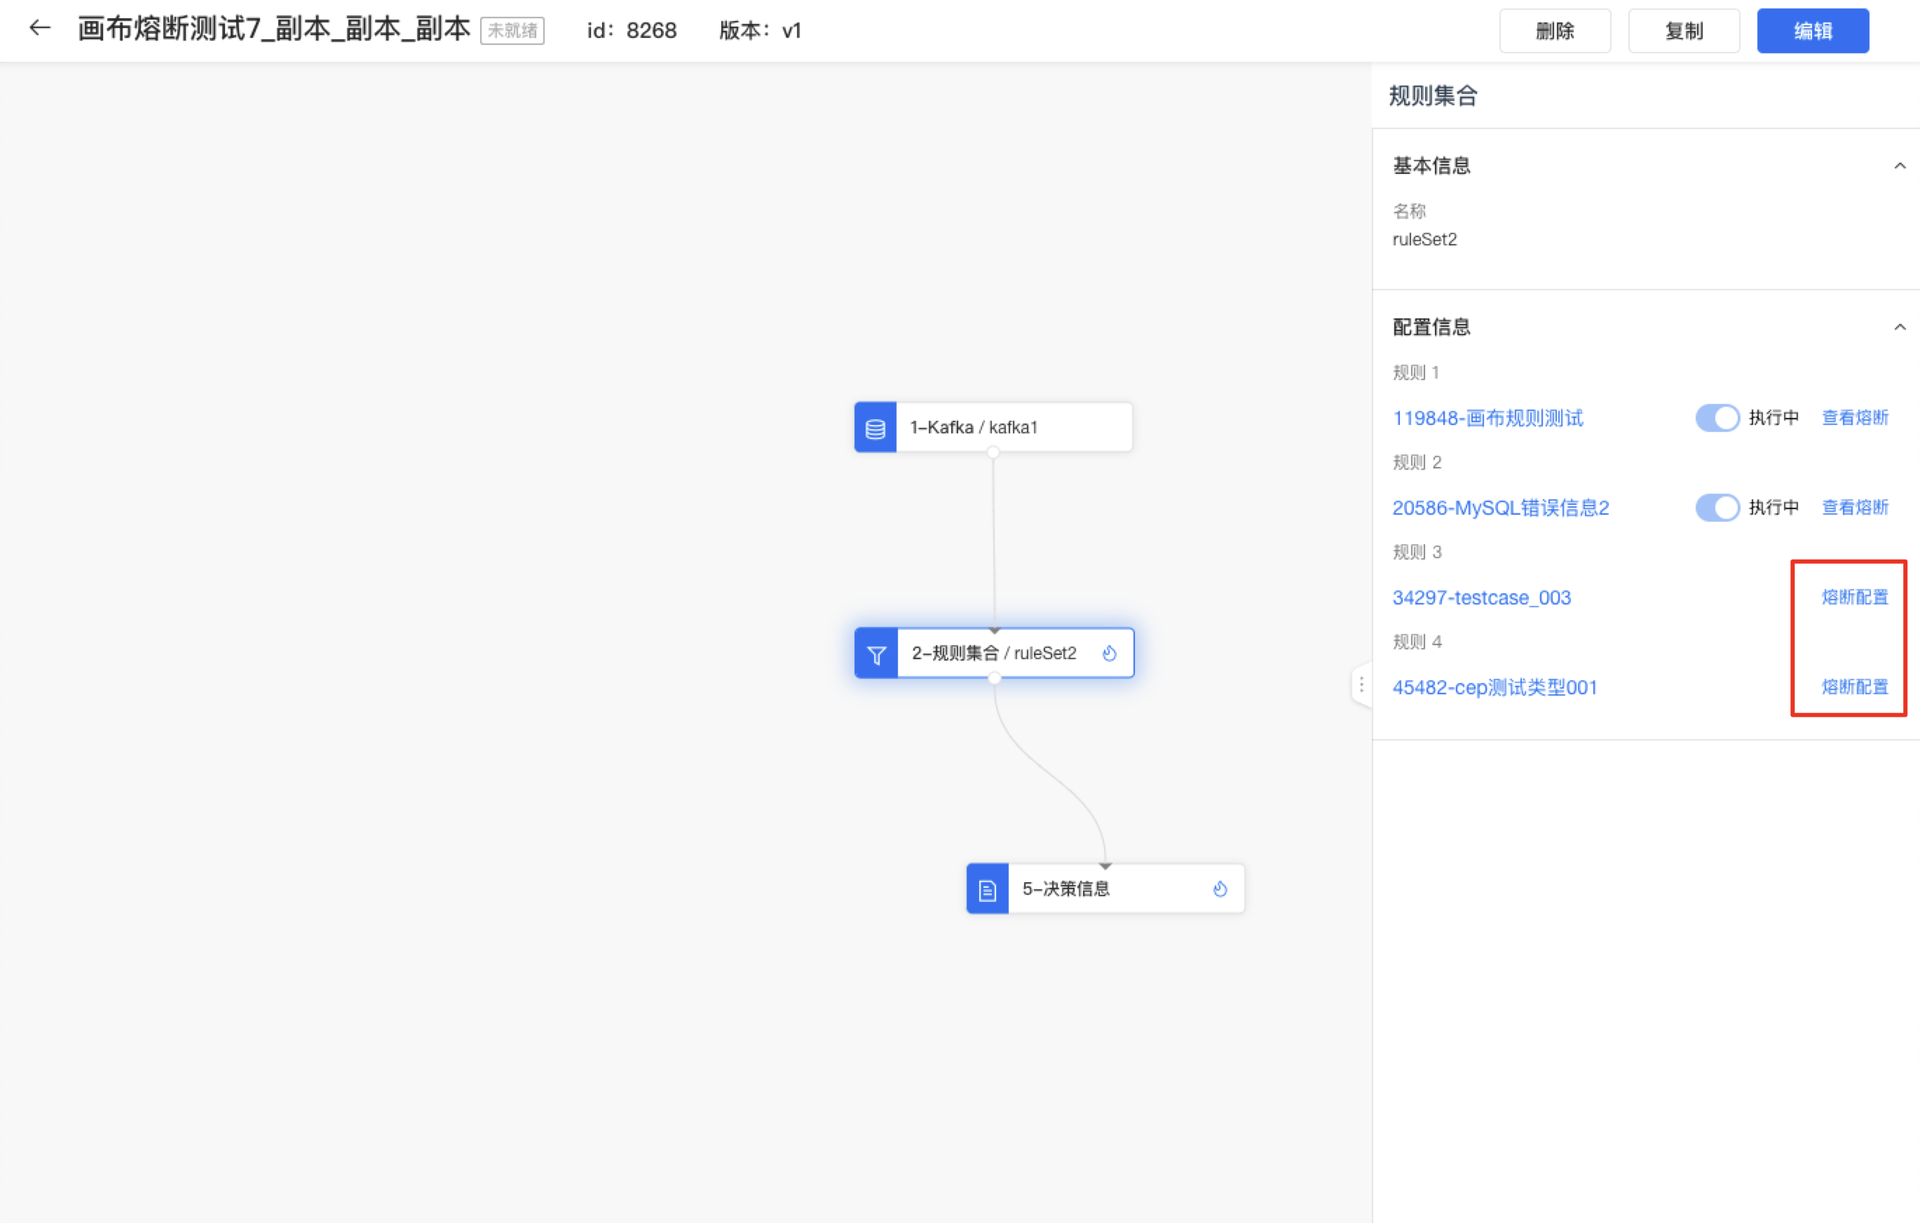 画布熔断测试7_副本_副本_副本 未就绪 id: 8268 版本: v1 删除 复制 编辑
规则集合
基本信息
名称
ruleSet2
配置信息
规则 1
119848-画布规则测试 执行中 查看熔断
规则 2
20586-MySQL错误信息2 执行中 查看熔断
规则 3
34297-testcase_003 熔断配置
规则 4
45482-cep测试类型001 熔断配置
1-Kafka / kafka1
2-规则集合 / ruleSet2
5-决策信息